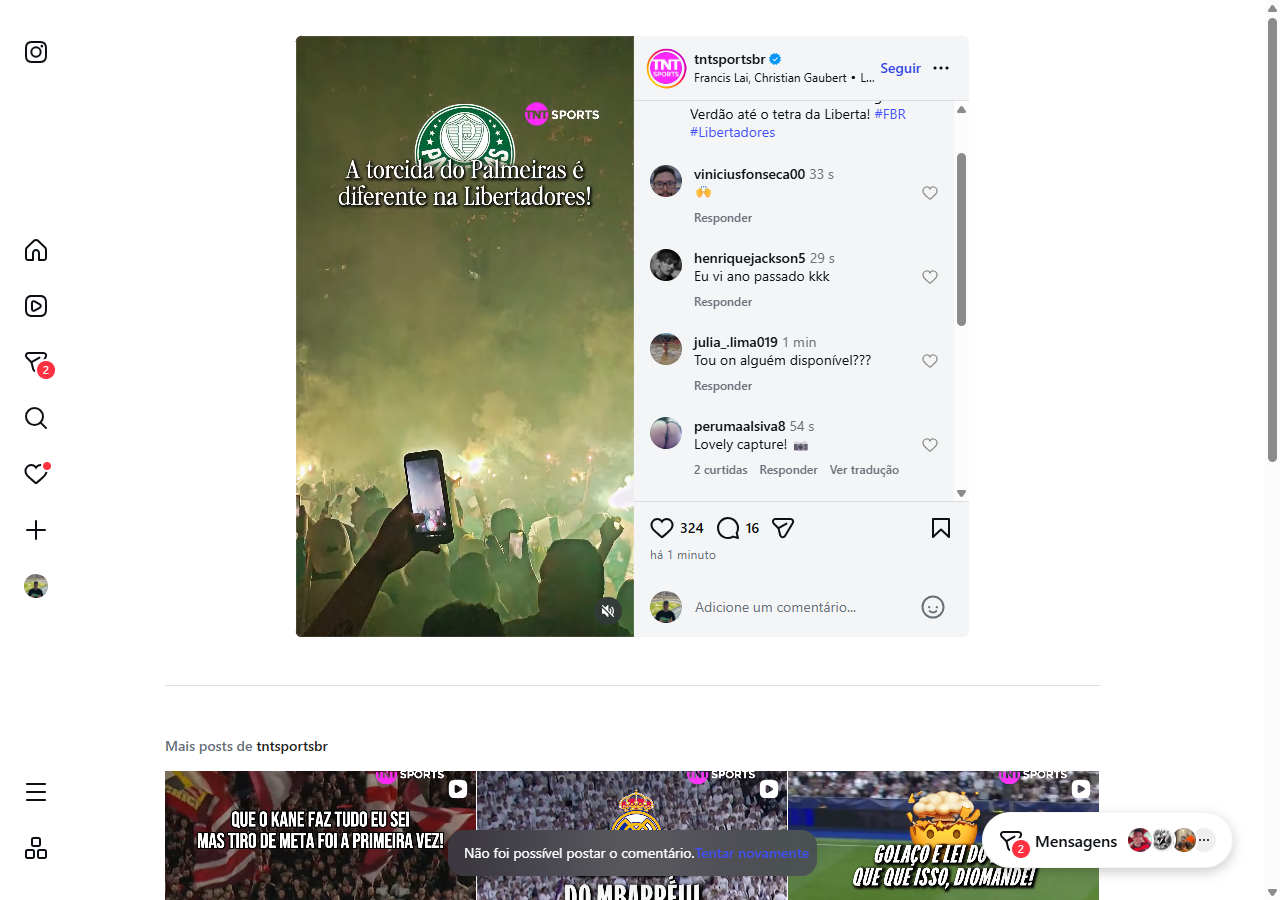 TNT SPORTS
PALMEIRAS
A torcida do Palmeiras é
diferente na Libertadores!
TNT
SPORTS
tntsportsbr
Francis Lai, Christian Gaubert • L...
Seguir
Verdão até o tetra da Liberta! #FBR
#Libertadores
viniciusfonseca00 33 s
🙌
Responder
henriquejackson5 29 s
Eu vi ano passado kkk
Responder
julia_.lima019 1 min
Tou on alguém disponível???
Responder
perumaalsiva8 54 s
Lovely capture! 📷
2 curtidas Responder Ver tradução
324 16
há 1 minuto
Adicione um comentário...
2
Mais posts de tntsportsbr
TNT SPORTS
QUE O KANE FAZ TUDO EU SEI
MAS TIRO DE META FOI A PRIMEIRA VEZ!
TNT SPORTS
DO MBAPPÉ!!
TNT SPORTS
GOLAÇO E LEI DO
QUE QUE ISSO, DIOMANDE!
Não foi possível postar o comentário. Tentar novamente
2
Mensagens